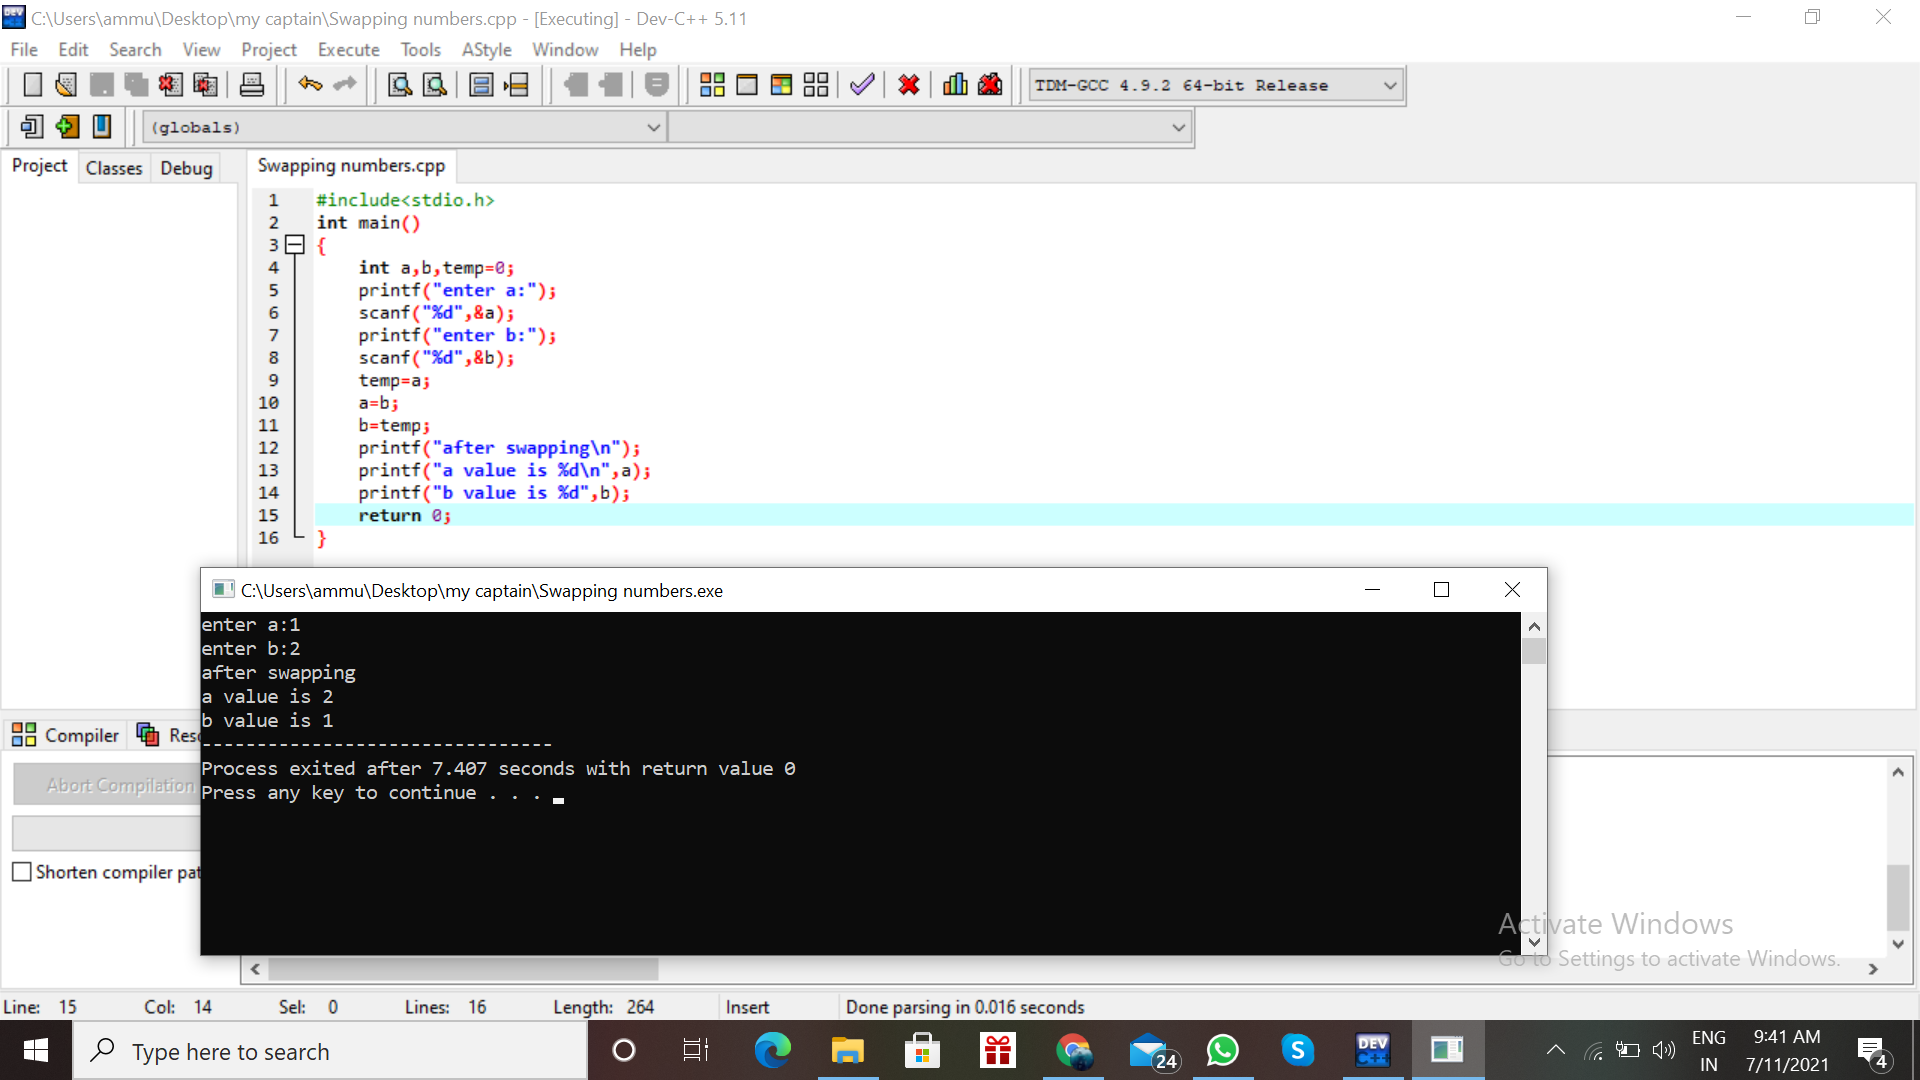 C:\Users\ammu\Desktop\my captain\Swapping numbers.cpp - [Executing] - Dev-C++ 5.11
File Edit Search View Project Execute Tools AStyle Window Help
TDM-GCC 4.9.2 64-bit Release
(globals)
Project Classes Debug Swapping numbers.cpp
1 #include<stdio.h>
2 int main()
3 {
4 int a,b,temp=0;
5 printf("enter a:");
6 scanf("%d",&a);
7 printf("enter b:");
8 scanf("%d",&b);
9 temp=a;
10 a=b;
11 b=temp;
12 printf("after swapping\n");
13 printf("a value is %d\n",a);
14 printf("b value is %d",b);
15 return 0;
16 }
C:\Users\ammu\Desktop\my captain\Swapping numbers.exe
enter a:1
enter b:2
after swapping
a value is 2
b value is 1
--------------------------------
Process exited after 7.407 seconds with return value 0
Press any key to continue . . .
Compiler
Abort Compilation
Shorten compiler
Activate Windows
Go to Settings to activate Windows.
Line: 15 Col: 14 Sel: 0 Lines: 16 Length: 264 Insert Done parsing in 0.016 seconds
Type here to search
24
S
DEV
C++
ENG
IN
9:41 AM
7/11/2021
4